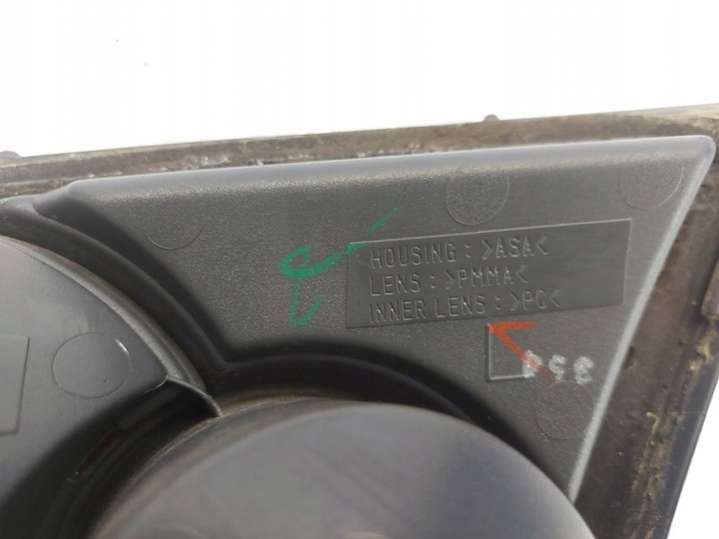 HOUSING : >ASA<
LENS : >PMMA<
INNER LENS : >PC<